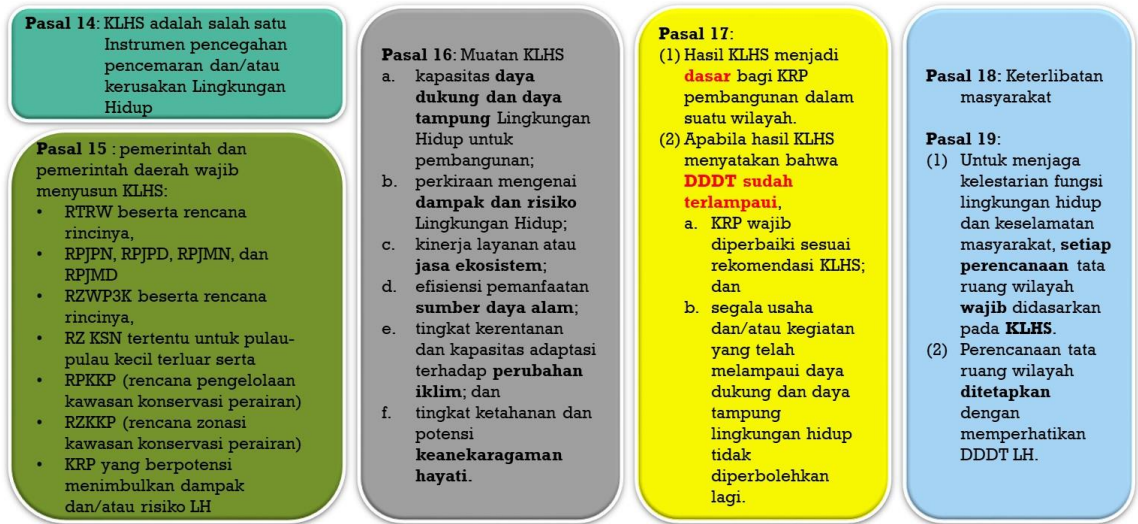 Pasal 14: KLHS adalah salah satu
Instrumen pencegahan
pencemaran dan/atau
kerusakan Lingkungan
Hidup
Pasal 15 : pemerintah dan
pemerintah daerah wajib
menyusun KLHS:
• RTRW beserta rencana
rincinya,
• RPJPN, RPJPD, RPJMN, dan
RPJMD
• RZWP3K beserta rencana
rincinya,
• RZ KSN tertentu untuk pulau-
pulau kecil terluar serta
• RPKKP (rencana pengelolaan
kawasan konservasi perairan)
• RZKKP (rencana zonasi
kawasan konservasi perairan)
• KRP yang berpotensi
menimbulkan dampak
dan/atau risiko LH
Pasal 16: Muatan KLHS
a. kapasitas daya
dukung dan daya
tampung Lingkungan
Hidup untuk
pembangunan;
b. perkiraan mengenai
dampak dan risiko
Lingkungan Hidup;
c. kinerja layanan atau
jasa ekosistem;
d. efisiensi pemanfaatan
sumber daya alam;
e. tingkat kerentanan
dan kapasitas adaptasi
terhadap perubahan
iklim; dan
f. tingkat ketahanan dan
potensi
keanekaragaman
hayati.
Pasal 17:
(1) Hasil KLHS menjadi
dasar bagi KRP
pembangunan dalam
suatu wilayah.
(2) Apabila hasil KLHS
menyatakan bahwa
DDDT sudah
terlampaui,
a. KRP wajib
diperbaiki sesuai
rekomendasi KLHS;
dan
b. segala usaha
dan/atau kegiatan
yang telah
melampaui daya
dukung dan daya
tampung
lingkungan hidup
tidak
diperbolehkan
lagi.
Pasal 18: Keterlibatan
masyarakat
Pasal 19:
(1) Untuk menjaga
kelestarian fungsi
lingkungan hidup
dan keselamatan
masyarakat, setiap
perencanaan tata
ruang wilayah
wajib didasarkan
pada KLHS.
(2) Perencanaan tata
ruang wilayah
ditetapkan
dengan
memperhatikan
DDDT LH.